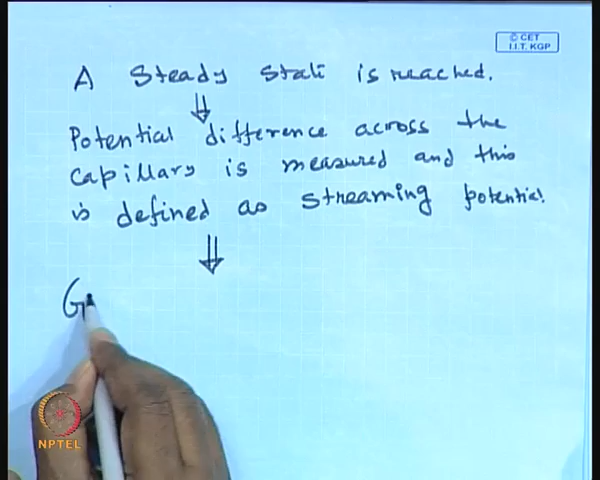 © CET
I.I.T. KGP
A Steady State is reached.
Potential difference across the
Capillary is measured and this
is defined as streaming potential.
G
NPTEL